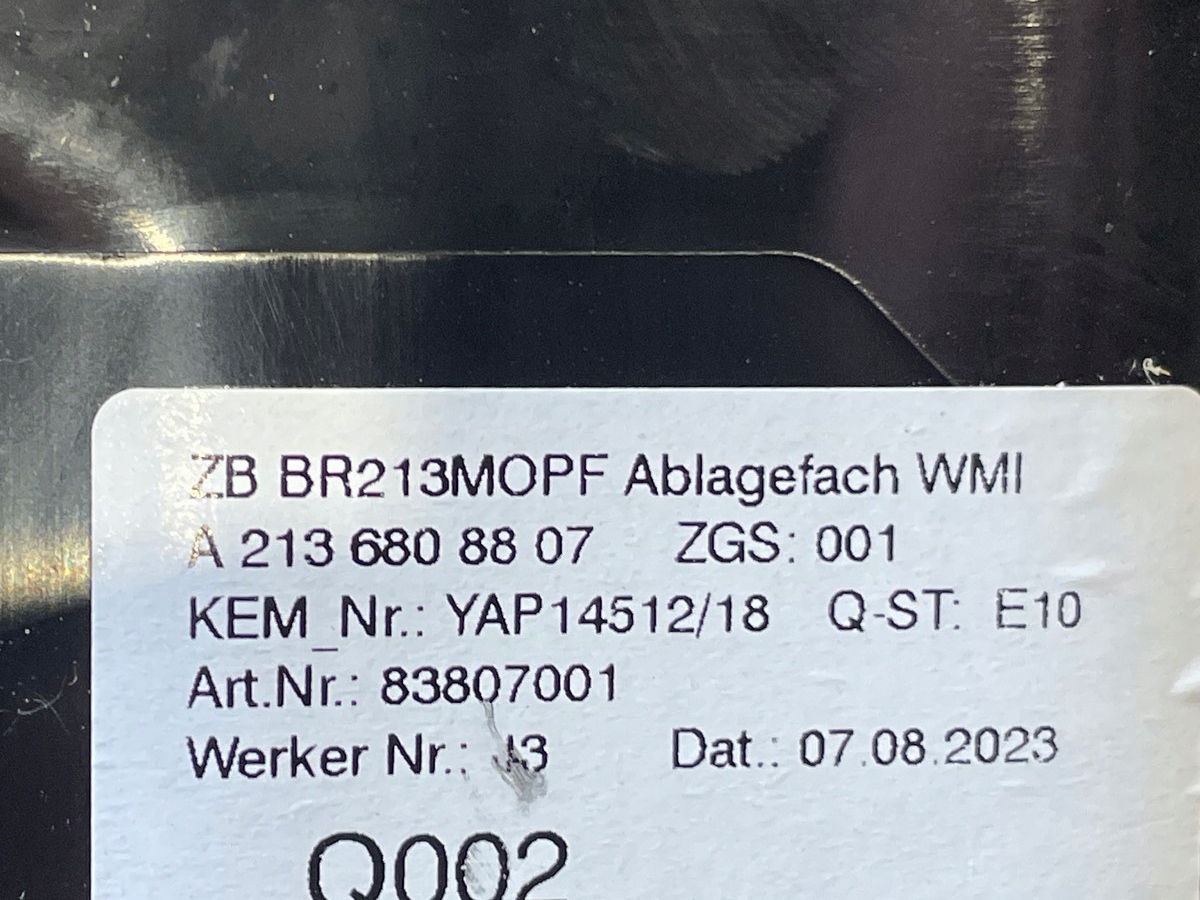 ZB BR213MOPF Ablagefach WMI
A 213 680 88 07 ZGS: 001
KEM_Nr.: YAP14512/18 Q-ST: E10
Art.Nr.: 83807001
Werker Nr.: Dat.: 07.08.2023
Q002